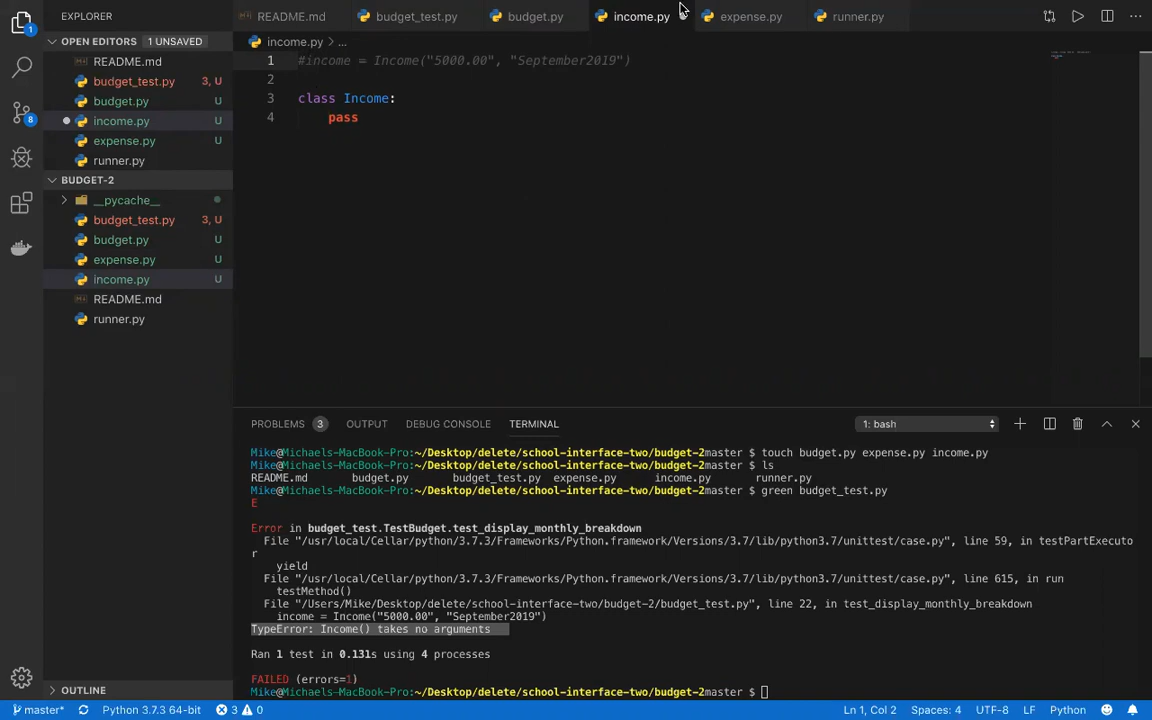 EXPLORER
OPEN EDITORS 1 UNSAVED
README.md
budget_test.py 3, U
budget.py U
income.py U
expense.py U
runner.py
BUDGET-2
__pycache__
budget_test.py 3, U
budget.py U
expense.py U
income.py U
README.md
runner.py
OUTLINE
1
8
README.md budget_test.py budget.py income.py expense.py runner.py
income.py > ...
1 #income = Income("5000.00", "September2019")
2
3 class Income:
4 pass
PROBLEMS 3 OUTPUT DEBUG CONSOLE TERMINAL 1: bash
Mike@Michaels-MacBook-Pro:~/Desktop/delete/school-interface-two/budget-2master $ touch budget.py expense.py income.py
Mike@Michaels-MacBook-Pro:~/Desktop/delete/school-interface-two/budget-2master $ ls
README.md budget.py budget_test.py expense.py income.py runner.py
Mike@Michaels-MacBook-Pro:~/Desktop/delete/school-interface-two/budget-2master $ green budget_test.py
E
Error in budget_test.TestBudget.test_display_monthly_breakdown
File "/usr/local/Cellar/python/3.7.3/Frameworks/Python.framework/Versions/3.7/lib/python3.7/unittest/case.py", line 59, in testPartExecuto
r
yield
File "/usr/local/Cellar/python/3.7.3/Frameworks/Python.framework/Versions/3.7/lib/python3.7/unittest/case.py", line 615, in run
testMethod()
File "/Users/Mike/Desktop/delete/school-interface-two/budget-2/budget_test.py", line 22, in test_display_monthly_breakdown
income = Income("5000.00", "September2019")
TypeError: Income() takes no arguments
Ran 1 test in 0.131s using 4 processes
FAILED (errors=1)
Mike@Michaels-MacBook-Pro:~/Desktop/delete/school-interface-two/budget-2master $
master* Python 3.7.3 64-bit 3 0 Ln 1, Col 2 Spaces: 4 UTF-8 LF Python